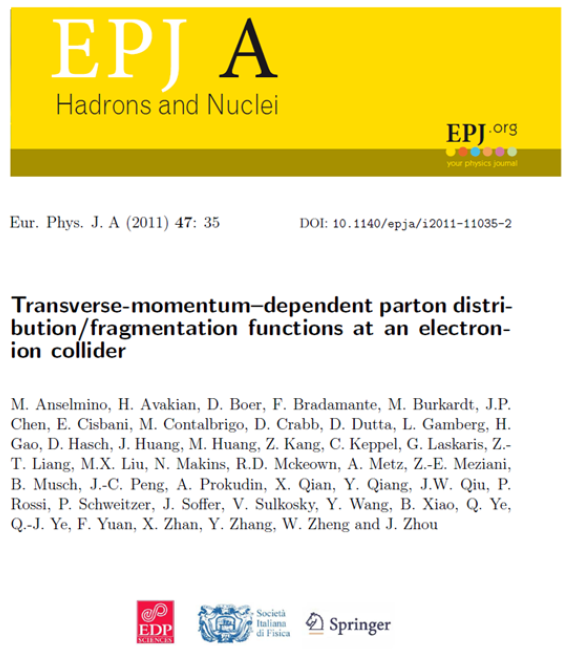 EPJ A
Hadrons and Nuclei
EPJ.org
your physics journal
Eur. Phys. J. A (2011) 47: 35
DOI: 10.1140/epja/i2011-11035-2
Transverse-momentum–dependent parton distri-
bution/fragmentation functions at an electron-
ion collider
M. Anselmino, H. Avakian, D. Boer, F. Bradamante, M. Burkardt, J.P.
Chen, E. Cisbani, M. Contalbrigo, D. Crabb, D. Dutta, L. Gamberg, H.
Gao, D. Hasch, J. Huang, M. Huang, Z. Kang, C. Keppel, G. Laskaris, Z.-
T. Liang, M.X. Liu, N. Makins, R.D. Mckeown, A. Metz, Z.-E. Meziani,
B. Musch, J.-C. Peng, A. Prokudin, X. Qian, Y. Qiang, J.W. Qiu, P.
Rossi, P. Schweitzer, J. Soffer, V. Sulkosky, Y. Wang, B. Xiao, Q. Ye,
Q.-J. Ye, F. Yuan, X. Zhan, Y. Zhang, W. Zheng and J. Zhou
EDP
SCIENCES
Società
Italiana
di Fisica
Springer